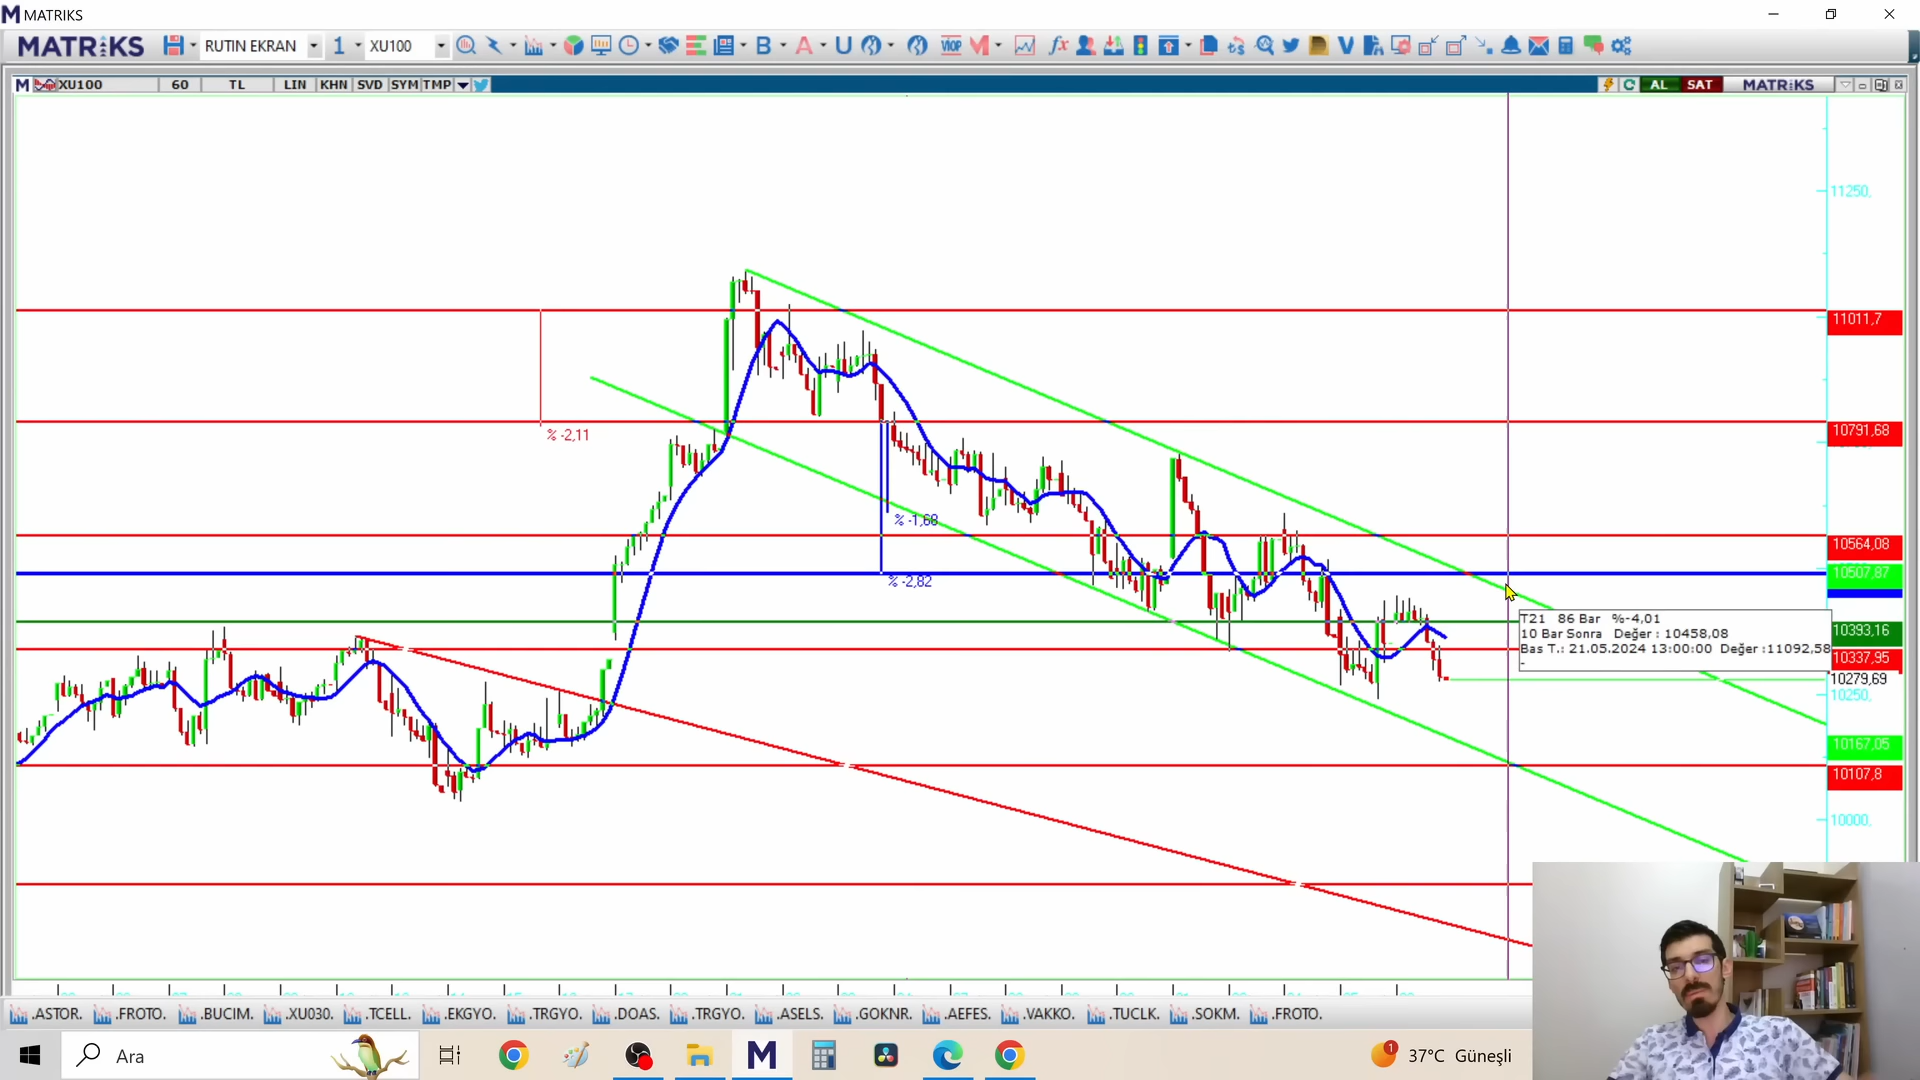 MATRIKS
MATRiKS RUTIN EKRAN 1 XU100 B A U VIOP M fx V
M XU100 60 TL LIN KHN SVD SYM TMP AL SAT MATRiKS
11250,
11011,7
% -2,11
10791,68
% -1,68
10564,08
10507,87
% -2,82
T21 86 Bar %-4,01
10 Bar Sonra Değer : 10458,08
Bas T.: 21.05.2024 13:00:00 Değer :11092,58
-
10393,16
10337,95
10279,69
10250,
10167,05
10107,8
10000,
.ASTOR. .FROTO. .BUCIM. .XU030. .TCELL. .EKGYO. .TRGYO. .DOAS. .TRGYO. .ASELS. .GOKNR. .AEFES. .VAKKO. .TUCLK. .SOKM. .FROTO.
Ara M 1 37°C Güneşli